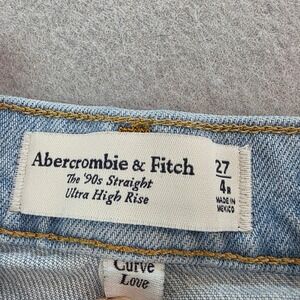 Abercrombie & Fitch
The '90s Straight
Ultra High Rise
27
4R
MADE IN
MEXICO
Curve
Love